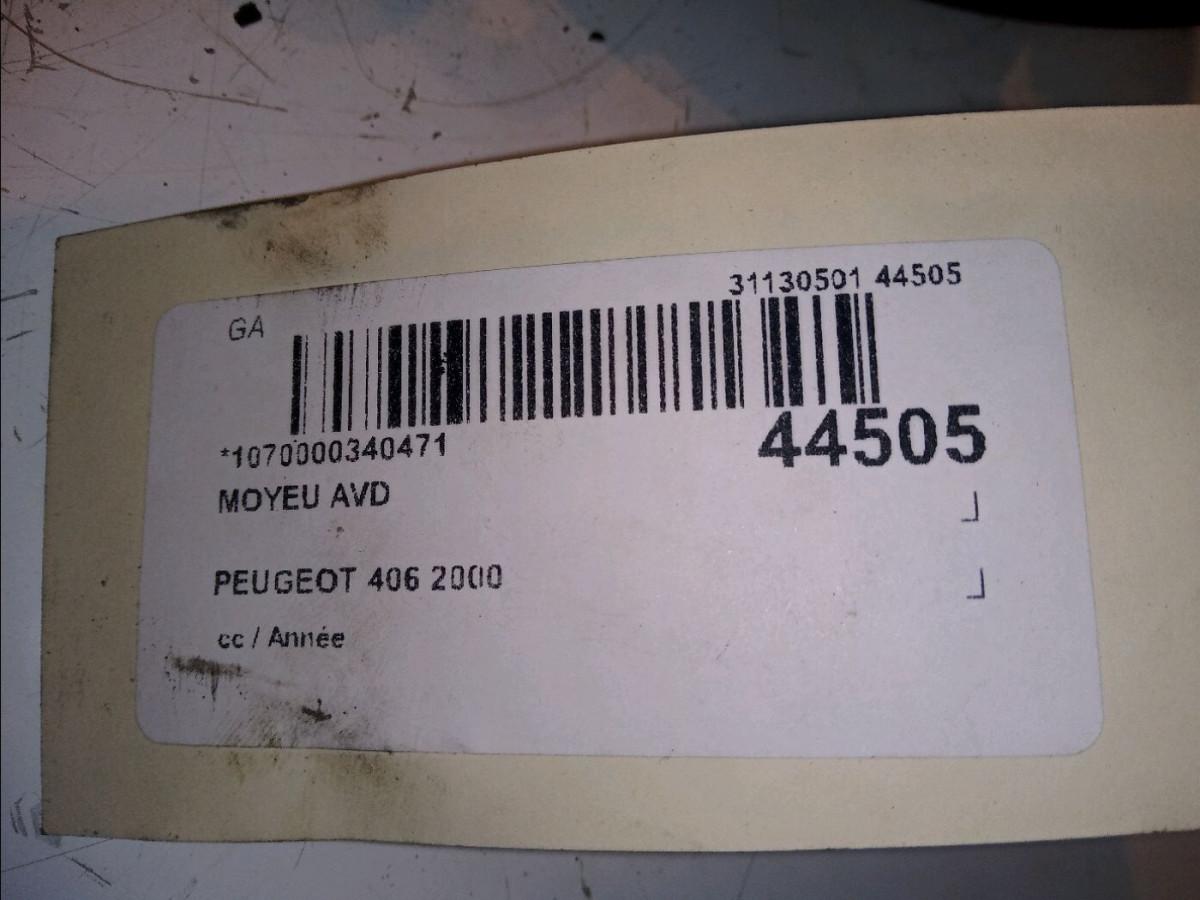 31130501 44505
GA
*1070000340471
44505
MOYEU AVD
PEUGEOT 406 2000
cc / Année